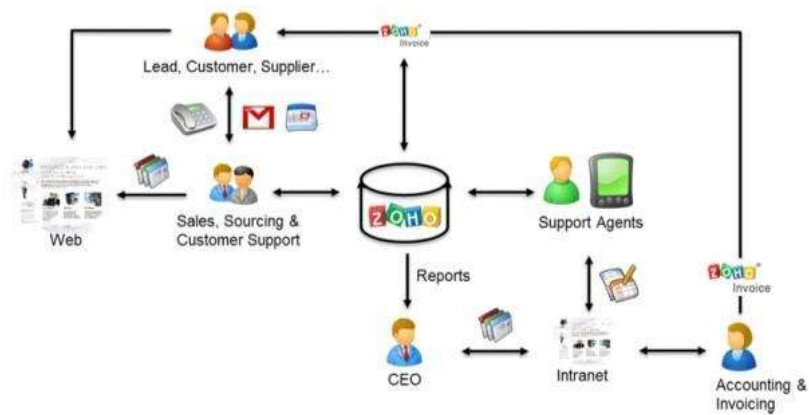 ZOHO
Invoice
Lead, Customer, Supplier...
Web
Sales, Sourcing &
Customer Support
ZOHO
Support Agents
Reports
ZOHO
Invoice
CEO
Intranet
Accounting &
Invoicing